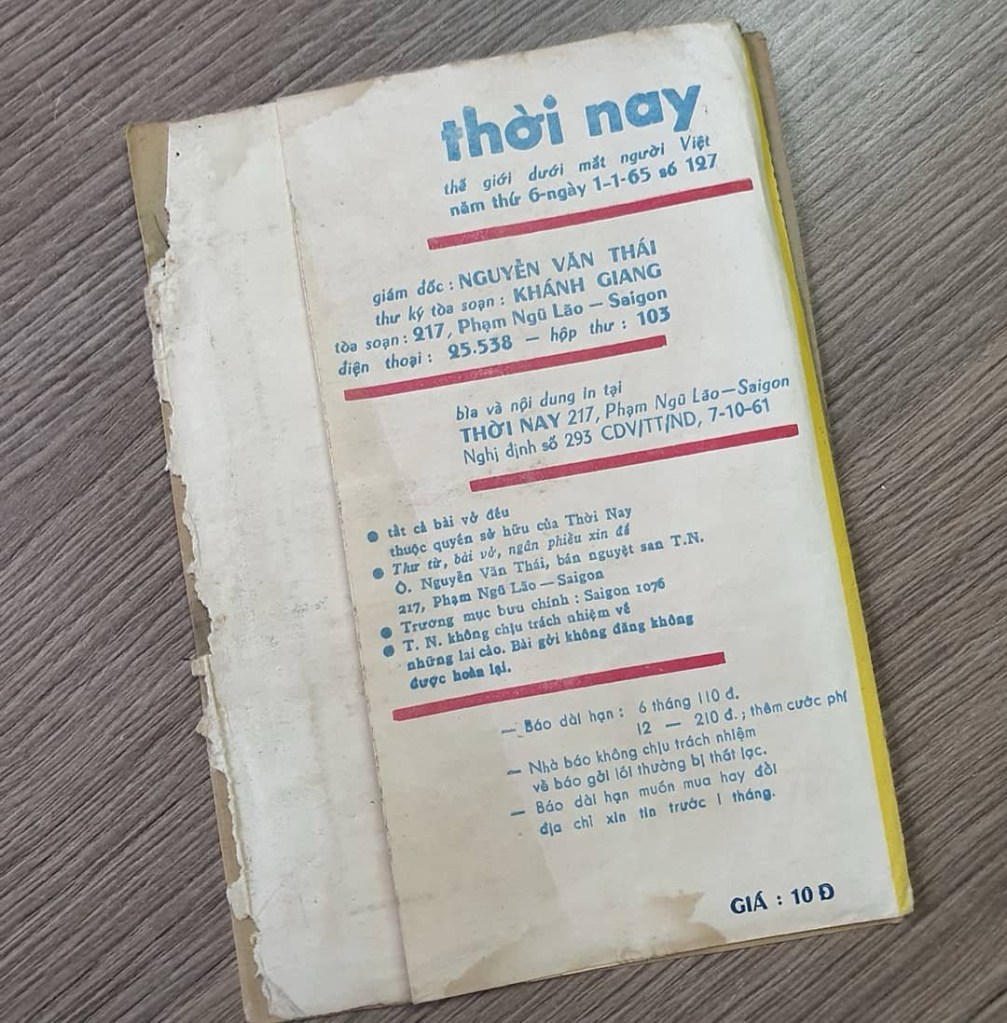 thời nay
thế giới dưới mắt người Việt
năm thứ 6-ngày 1-1-65 số 127
giám đốc : NGUYỄN VĂN THÁI
thư ký tòa soạn : KHÁNH GIANG
tòa soạn : 217, Phạm Ngũ Lão — Saigon
điện thoại : 25.538 — hộp thư : 103
bìa và nội dung in tại
THỜI NAY 217, Phạm Ngũ Lão—Saigon
Nghị định số 293 CDV/TT/ND, 7-10-61
● tất cả bài vở đều
thuộc quyền sở hữu của Thời Nay
● Thư từ, bài vở, ngân phiếu xin đề
Ô. Nguyễn Văn Thái, bán nguyệt san T.N.
217, Phạm Ngũ Lão — Saigon
● Trương mục bưu chính : Saigon 1076
● T. N. không chịu trách nhiệm về
những lai cảo. Bài gởi không đăng không
được hoàn lại.
— Báo dài hạn : 6 tháng 110 đ.
12 — 210 đ. ; thêm cước phí
— Nhà báo không chịu trách nhiệm
về báo gởi lối thường bị thất lạc.
— Báo dài hạn muốn mua hay đổi
địa chỉ xin tin trước 1 tháng.
GIÁ : 10 Đ